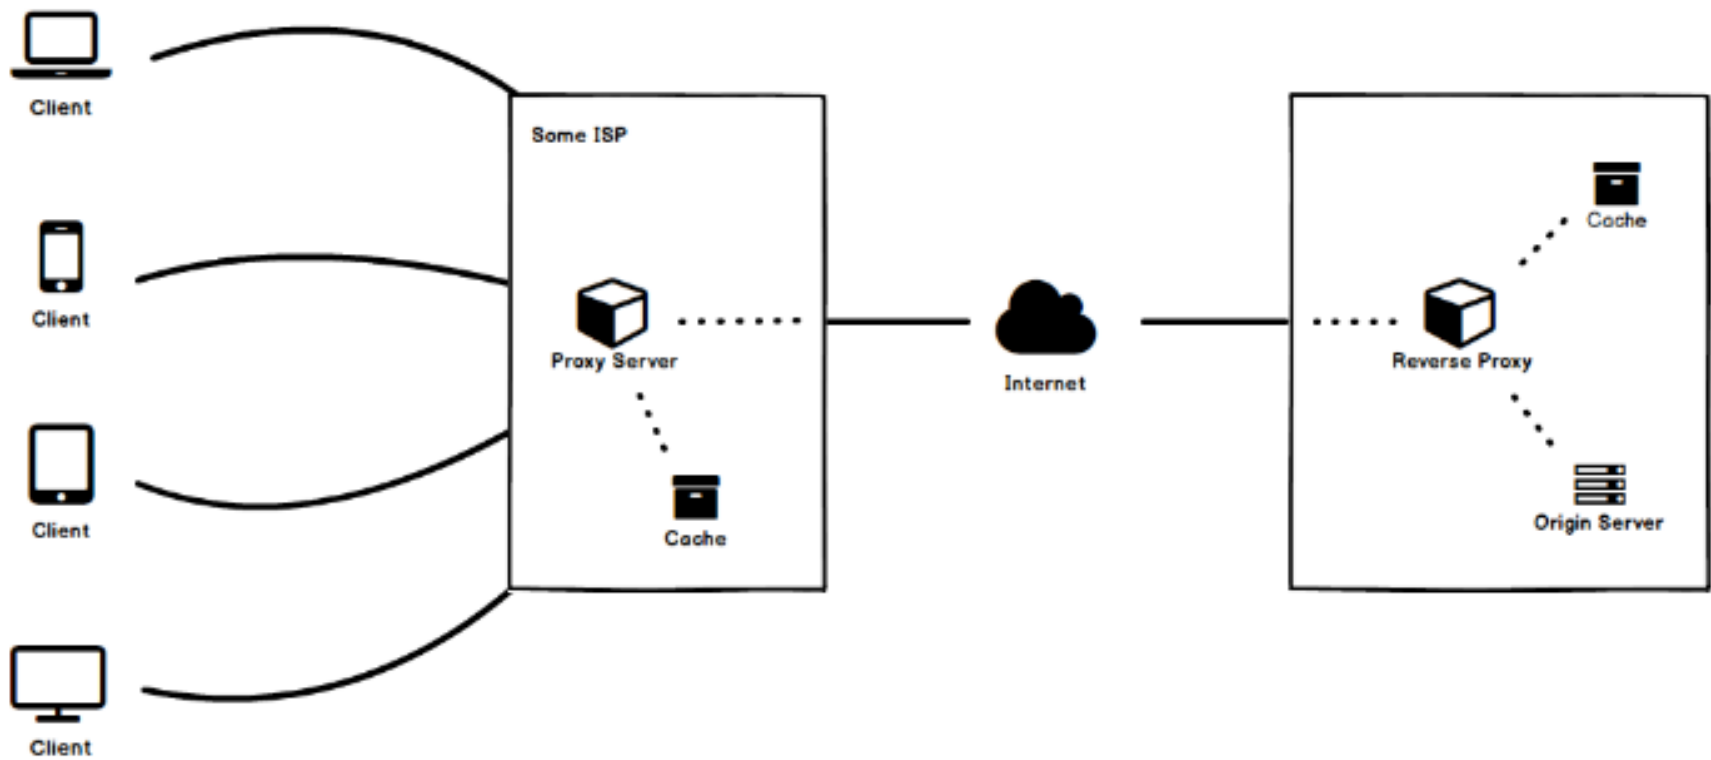 Client
Client
Client
Client
Some ISP
Proxy Server
Cache
Internet
Cache
Reverse Proxy
Origin Server